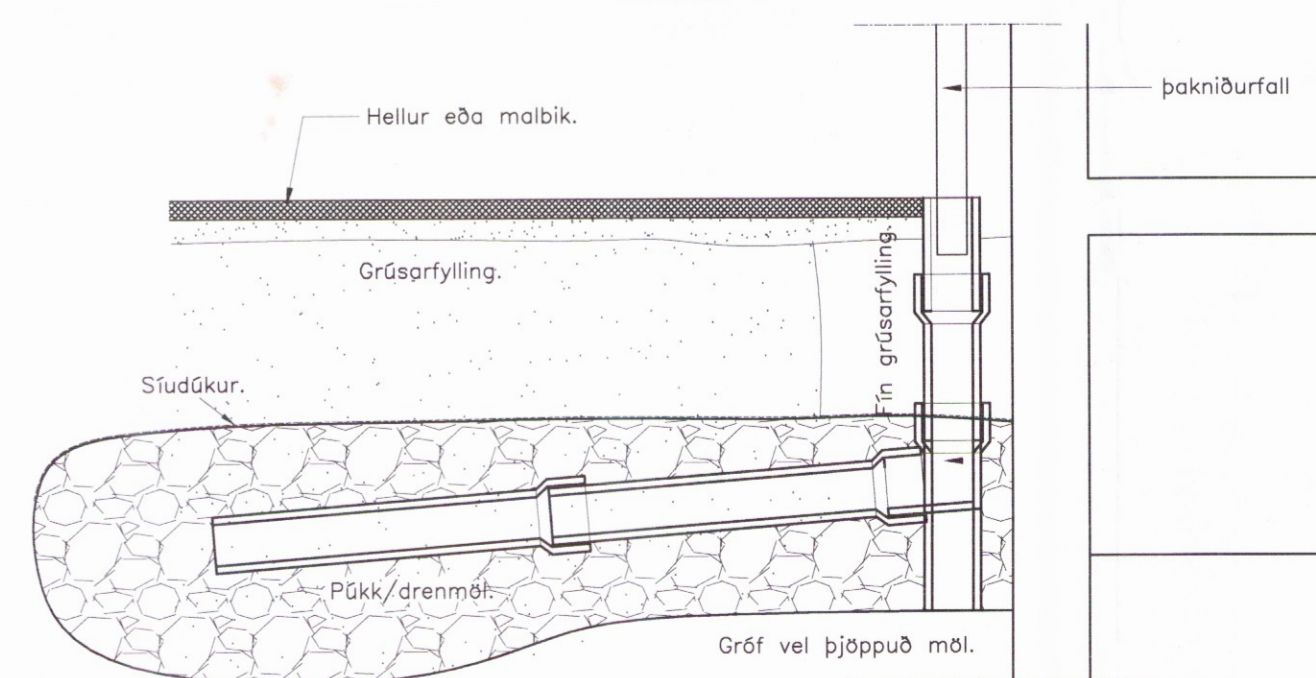 þakniðurfall
Hellur eða malbik.
Grúsarfylling.
Fín grúsarfylling.
Síudúkur.
Púkk/drenmöl.
Gróf vel þjöppuð möl.